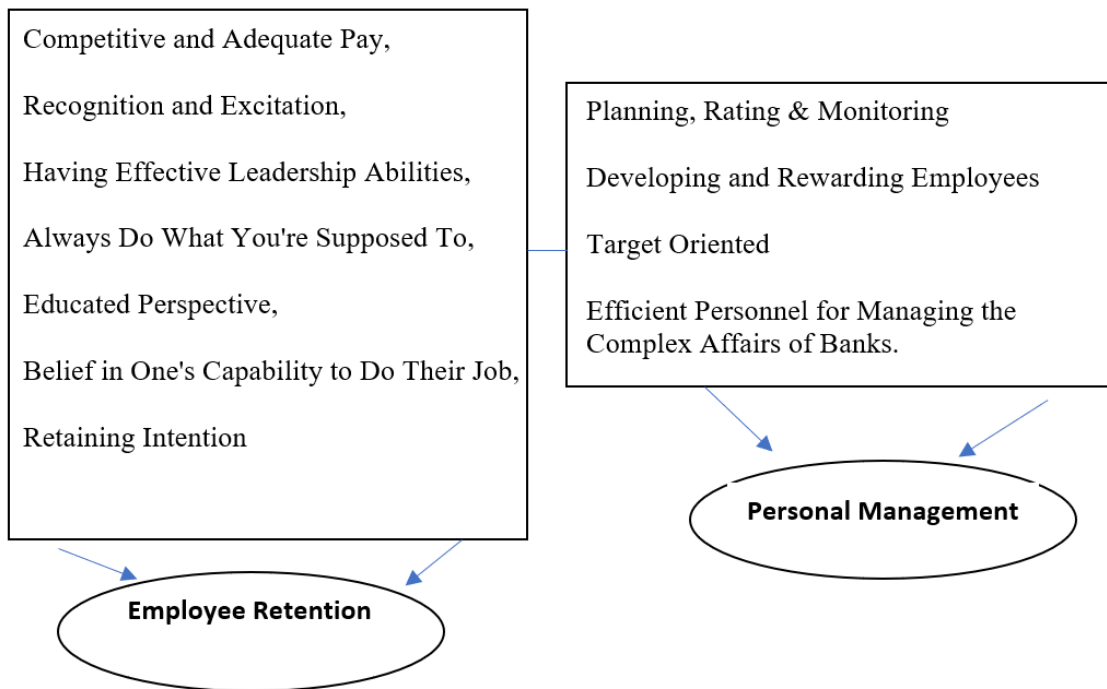 Competitive and Adequate Pay,
Recognition and Excitation,
Having Effective Leadership Abilities,
Always Do What You're Supposed To,
Educated Perspective,
Belief in One's Capability to Do Their Job,
Retaining Intention
Planning, Rating & Monitoring
Developing and Rewarding Employees
Target Oriented
Efficient Personnel for Managing the
Complex Affairs of Banks.
Personal Management
Employee Retention